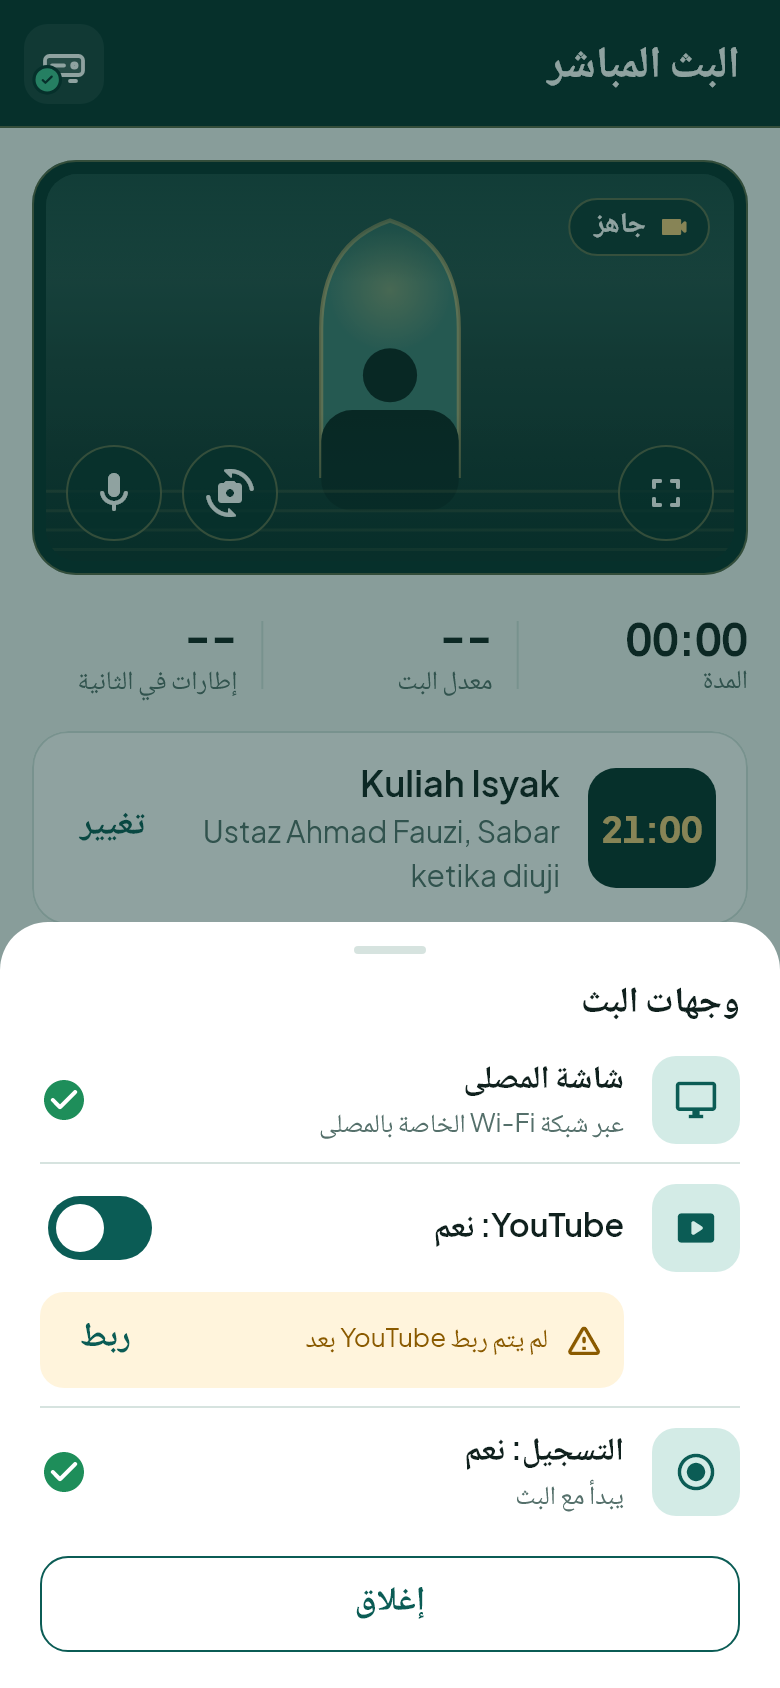 البث المباشر
جاهز
00:00
المدة
--
معدل البت
--
إطارات في الثانية
21:00
Kuliah Isyak
Ustaz Ahmad Fauzi, Sabar
ketika diuji
تغيير
وجهات البث
شاشة المصلى
عبر شبكة Wi-Fi الخاصة بالمصلى
YouTube: نعم
لم يتم ربط YouTube بعد
ربط
التسجيل: نعم
يبدأ مع البث
إغلاق